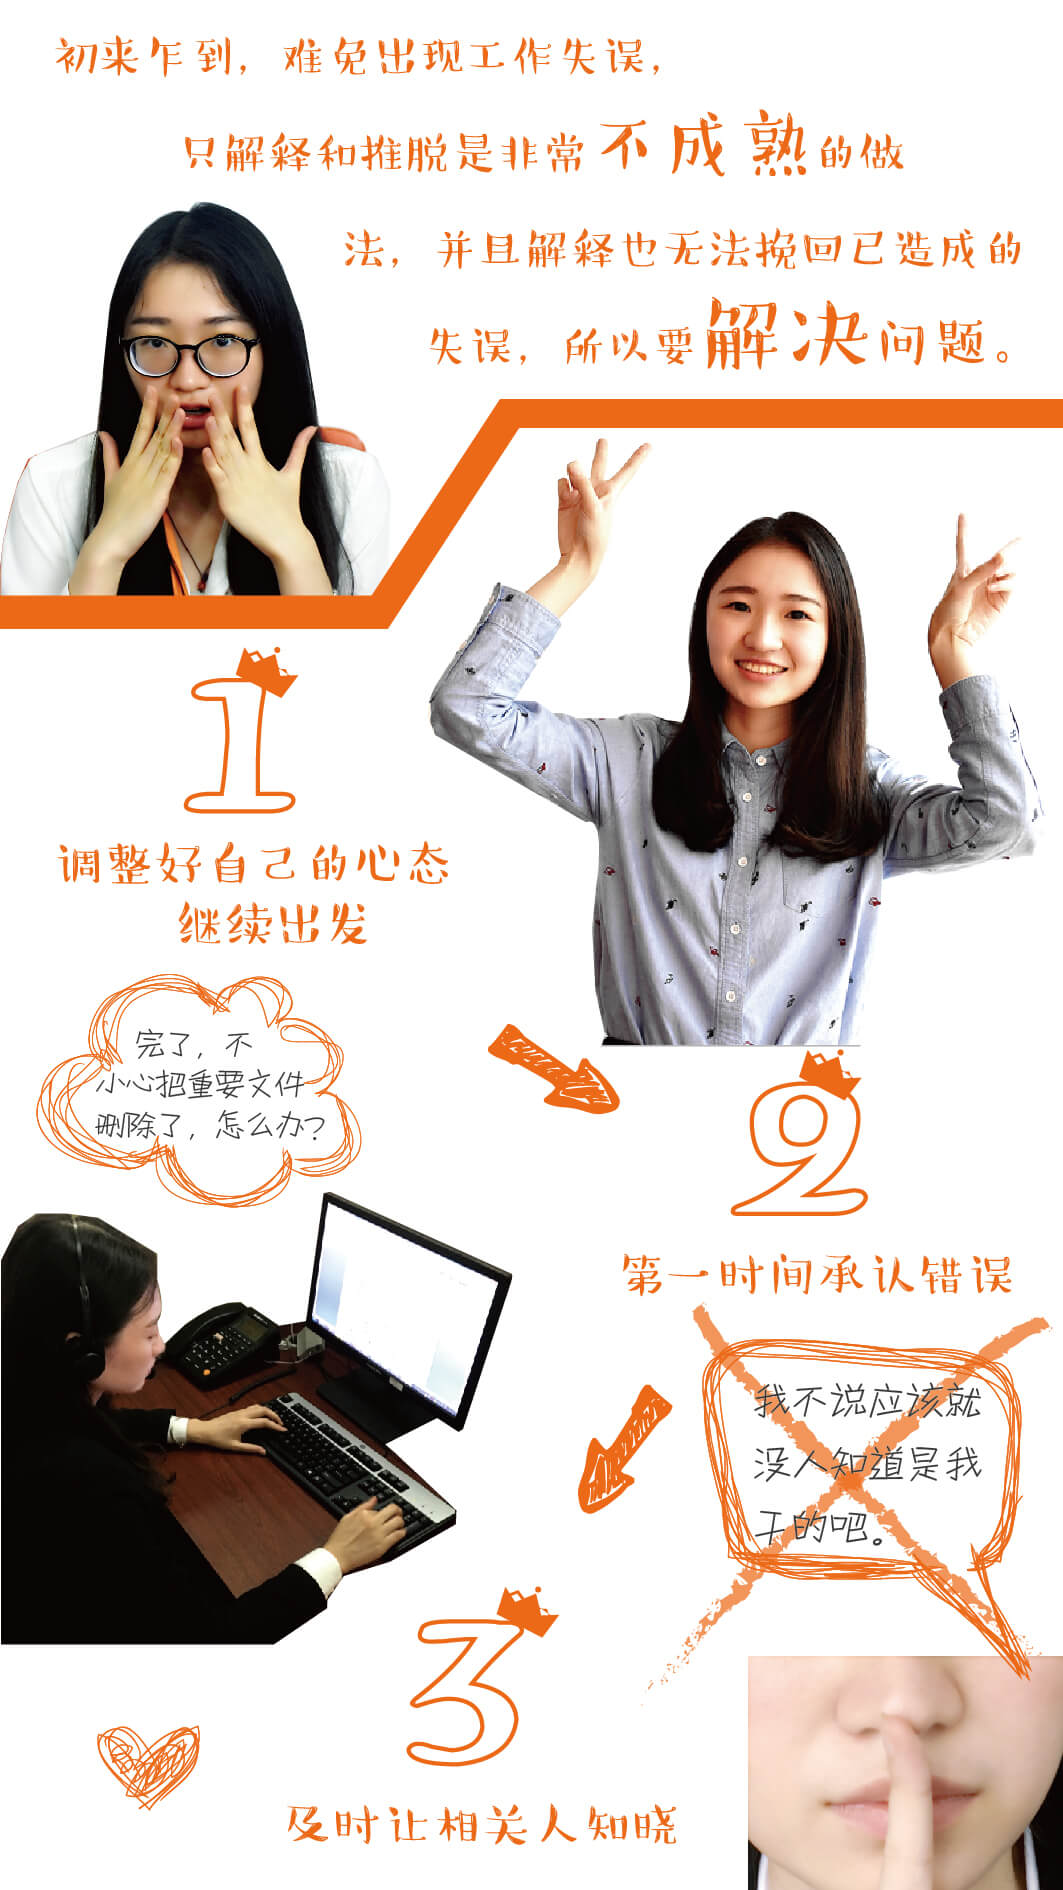 初来乍到，难免出现工作失误，
只解释和推脱是非常不成熟的做
法，并且解释也无法挽回已造成的
失误，所以要解决问题。
1
调整好自己的心态
继续出发
完了，不
小心把重要文件
删除了，怎么办？
2
第一时间承认错误
我不说应该就
没人知道是我
干的吧。
3
及时让相关人知晓